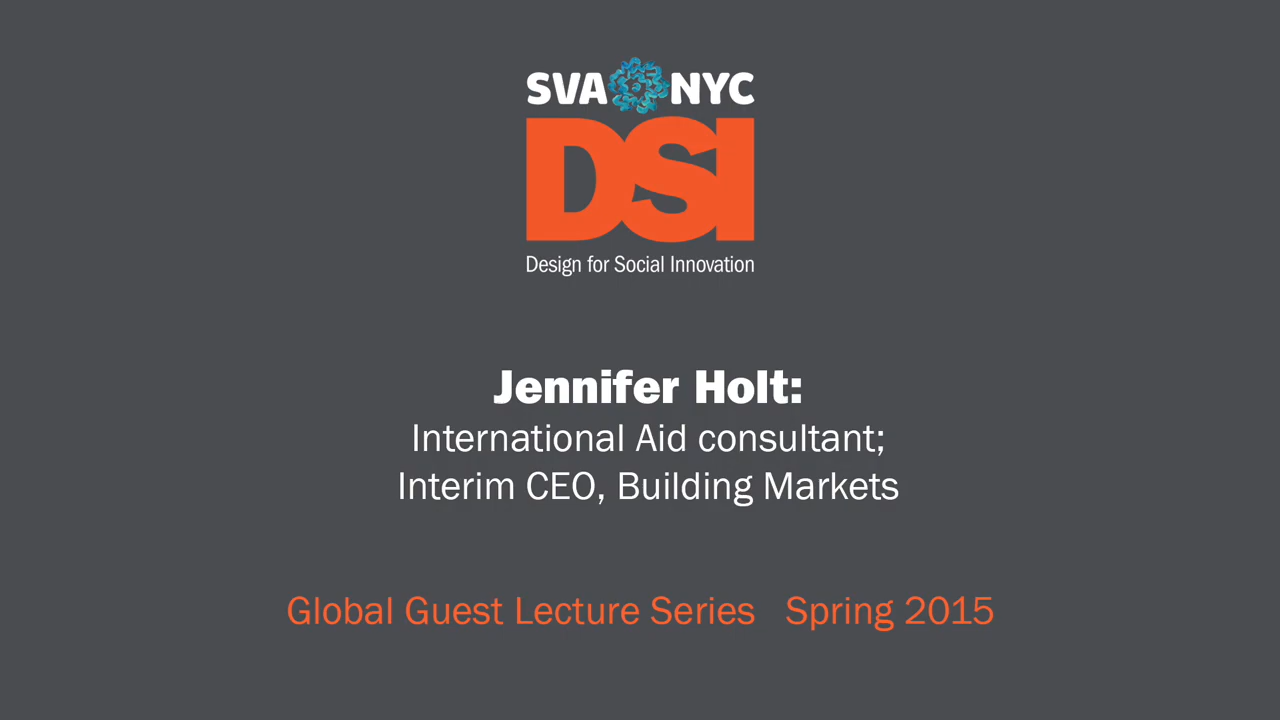 SVA NYC
DSI
Design for Social Innovation
Jennifer Holt:
International Aid consultant;
Interim CEO, Building Markets
Global Guest Lecture Series Spring 2015